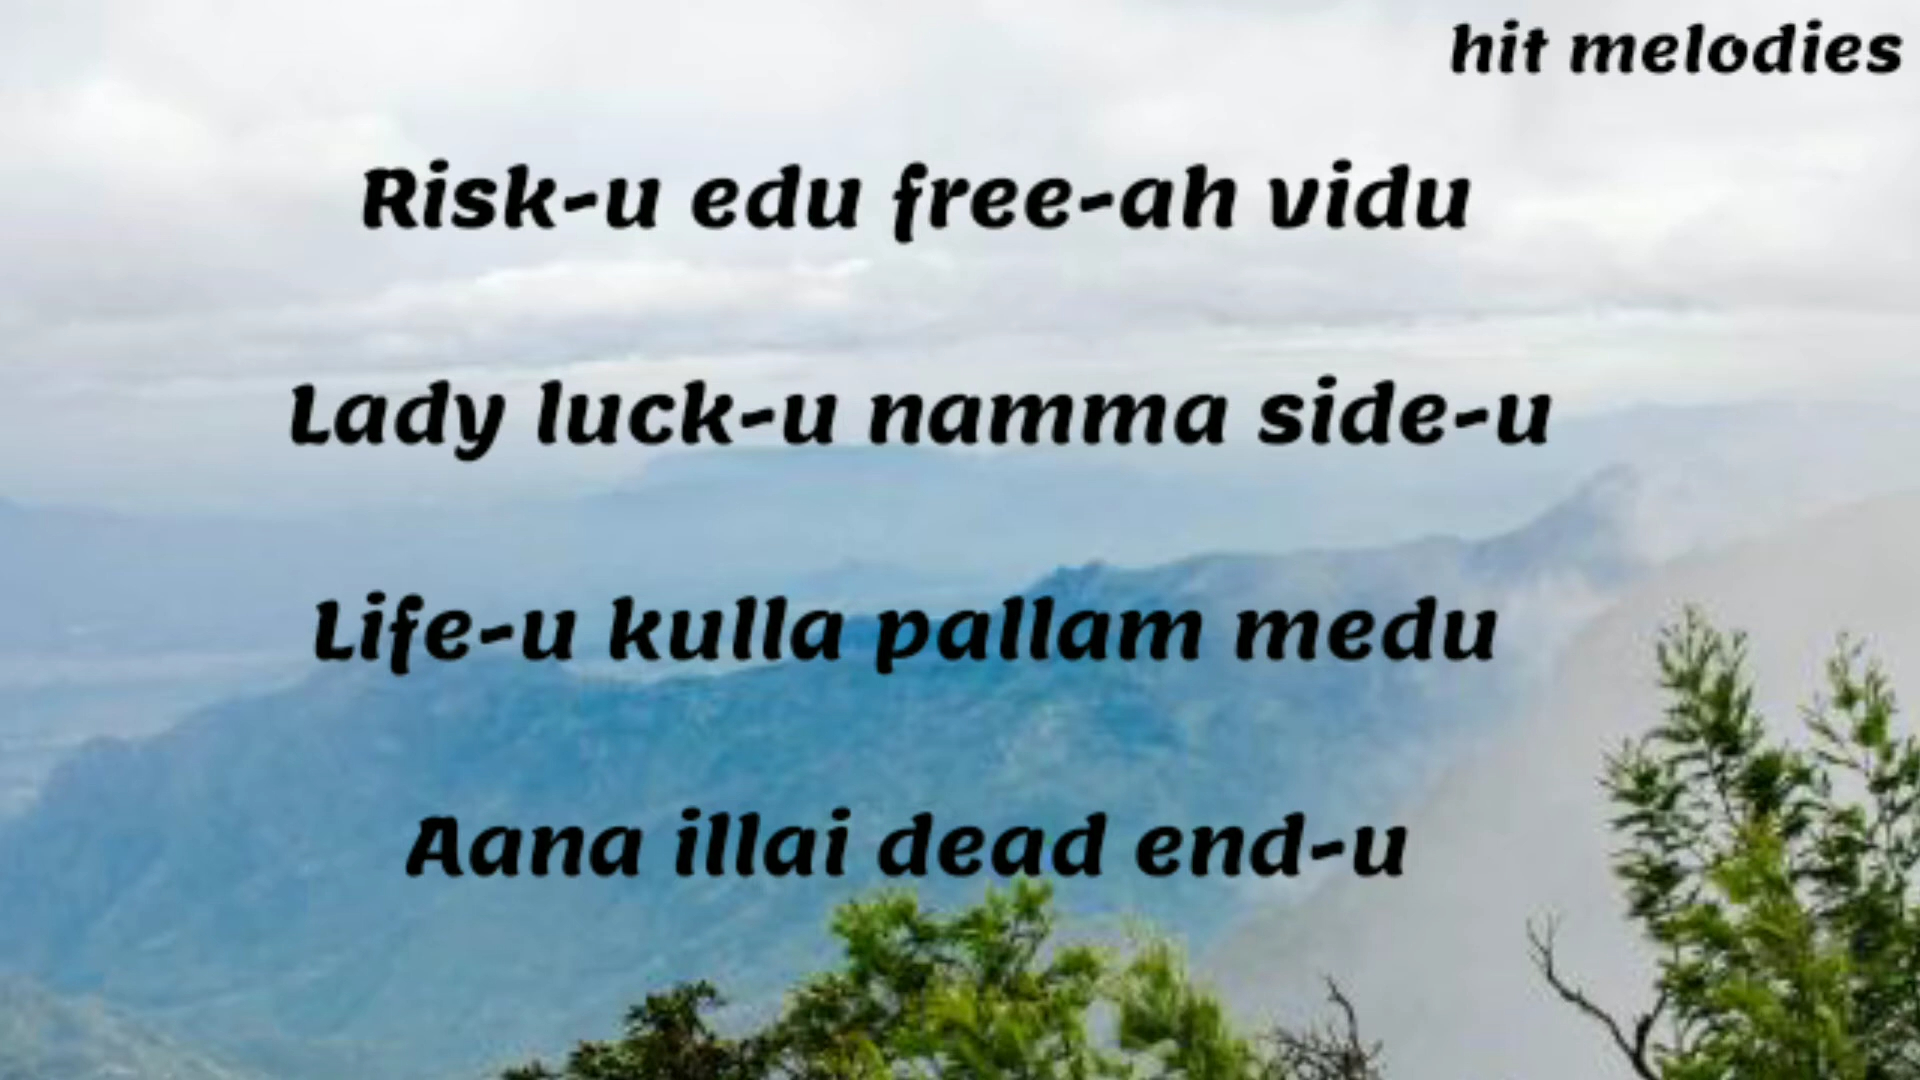 hit melodies
Risk-u edu free-ah vidu
Lady luck-u namma side-u
Life-u kulla pallam medu
Aana illai dead end-u